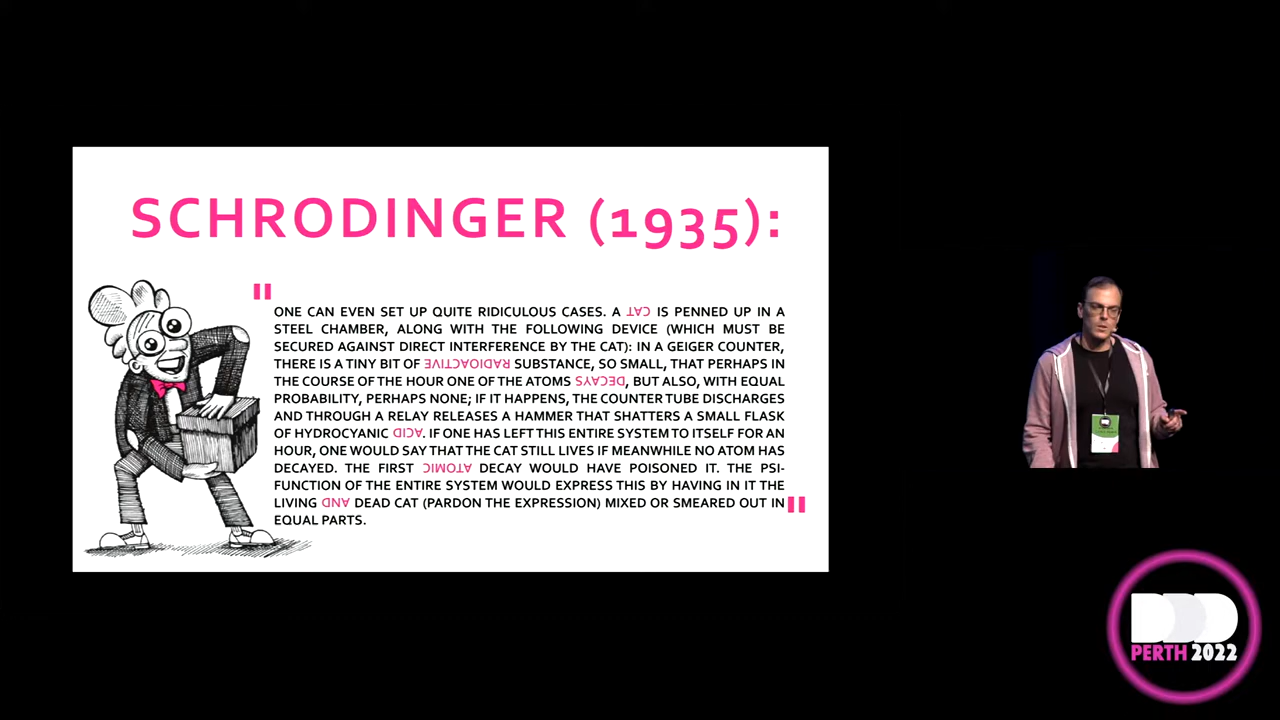 SCHRODINGER (1935):
"
ONE CAN EVEN SET UP QUITE RIDICULOUS CASES. A CAT IS PENNED UP IN A
STEEL CHAMBER, ALONG WITH THE FOLLOWING DEVICE (WHICH MUST BE
SECURED AGAINST DIRECT INTERFERENCE BY THE CAT): IN A GEIGER COUNTER,
THERE IS A TINY BIT OF RADIOACTIVE SUBSTANCE, SO SMALL, THAT PERHAPS IN
THE COURSE OF THE HOUR ONE OF THE ATOMS DECAYS, BUT ALSO, WITH EQUAL
PROBABILITY, PERHAPS NONE; IF IT HAPPENS, THE COUNTER TUBE DISCHARGES
AND THROUGH A RELAY RELEASES A HAMMER THAT SHATTERS A SMALL FLASK
OF HYDROCYANIC ACID. IF ONE HAS LEFT THIS ENTIRE SYSTEM TO ITSELF FOR AN
HOUR, ONE WOULD SAY THAT THE CAT STILL LIVES IF MEANWHILE NO ATOM HAS
DECAYED. THE FIRST ATOMIC DECAY WOULD HAVE POISONED IT. THE PSI-
FUNCTION OF THE ENTIRE SYSTEM WOULD EXPRESS THIS BY HAVING IN IT THE
LIVING AND DEAD CAT (PARDON THE EXPRESSION) MIXED OR SMEARED OUT IN
EQUAL PARTS. "
DDD
PERTH 2022